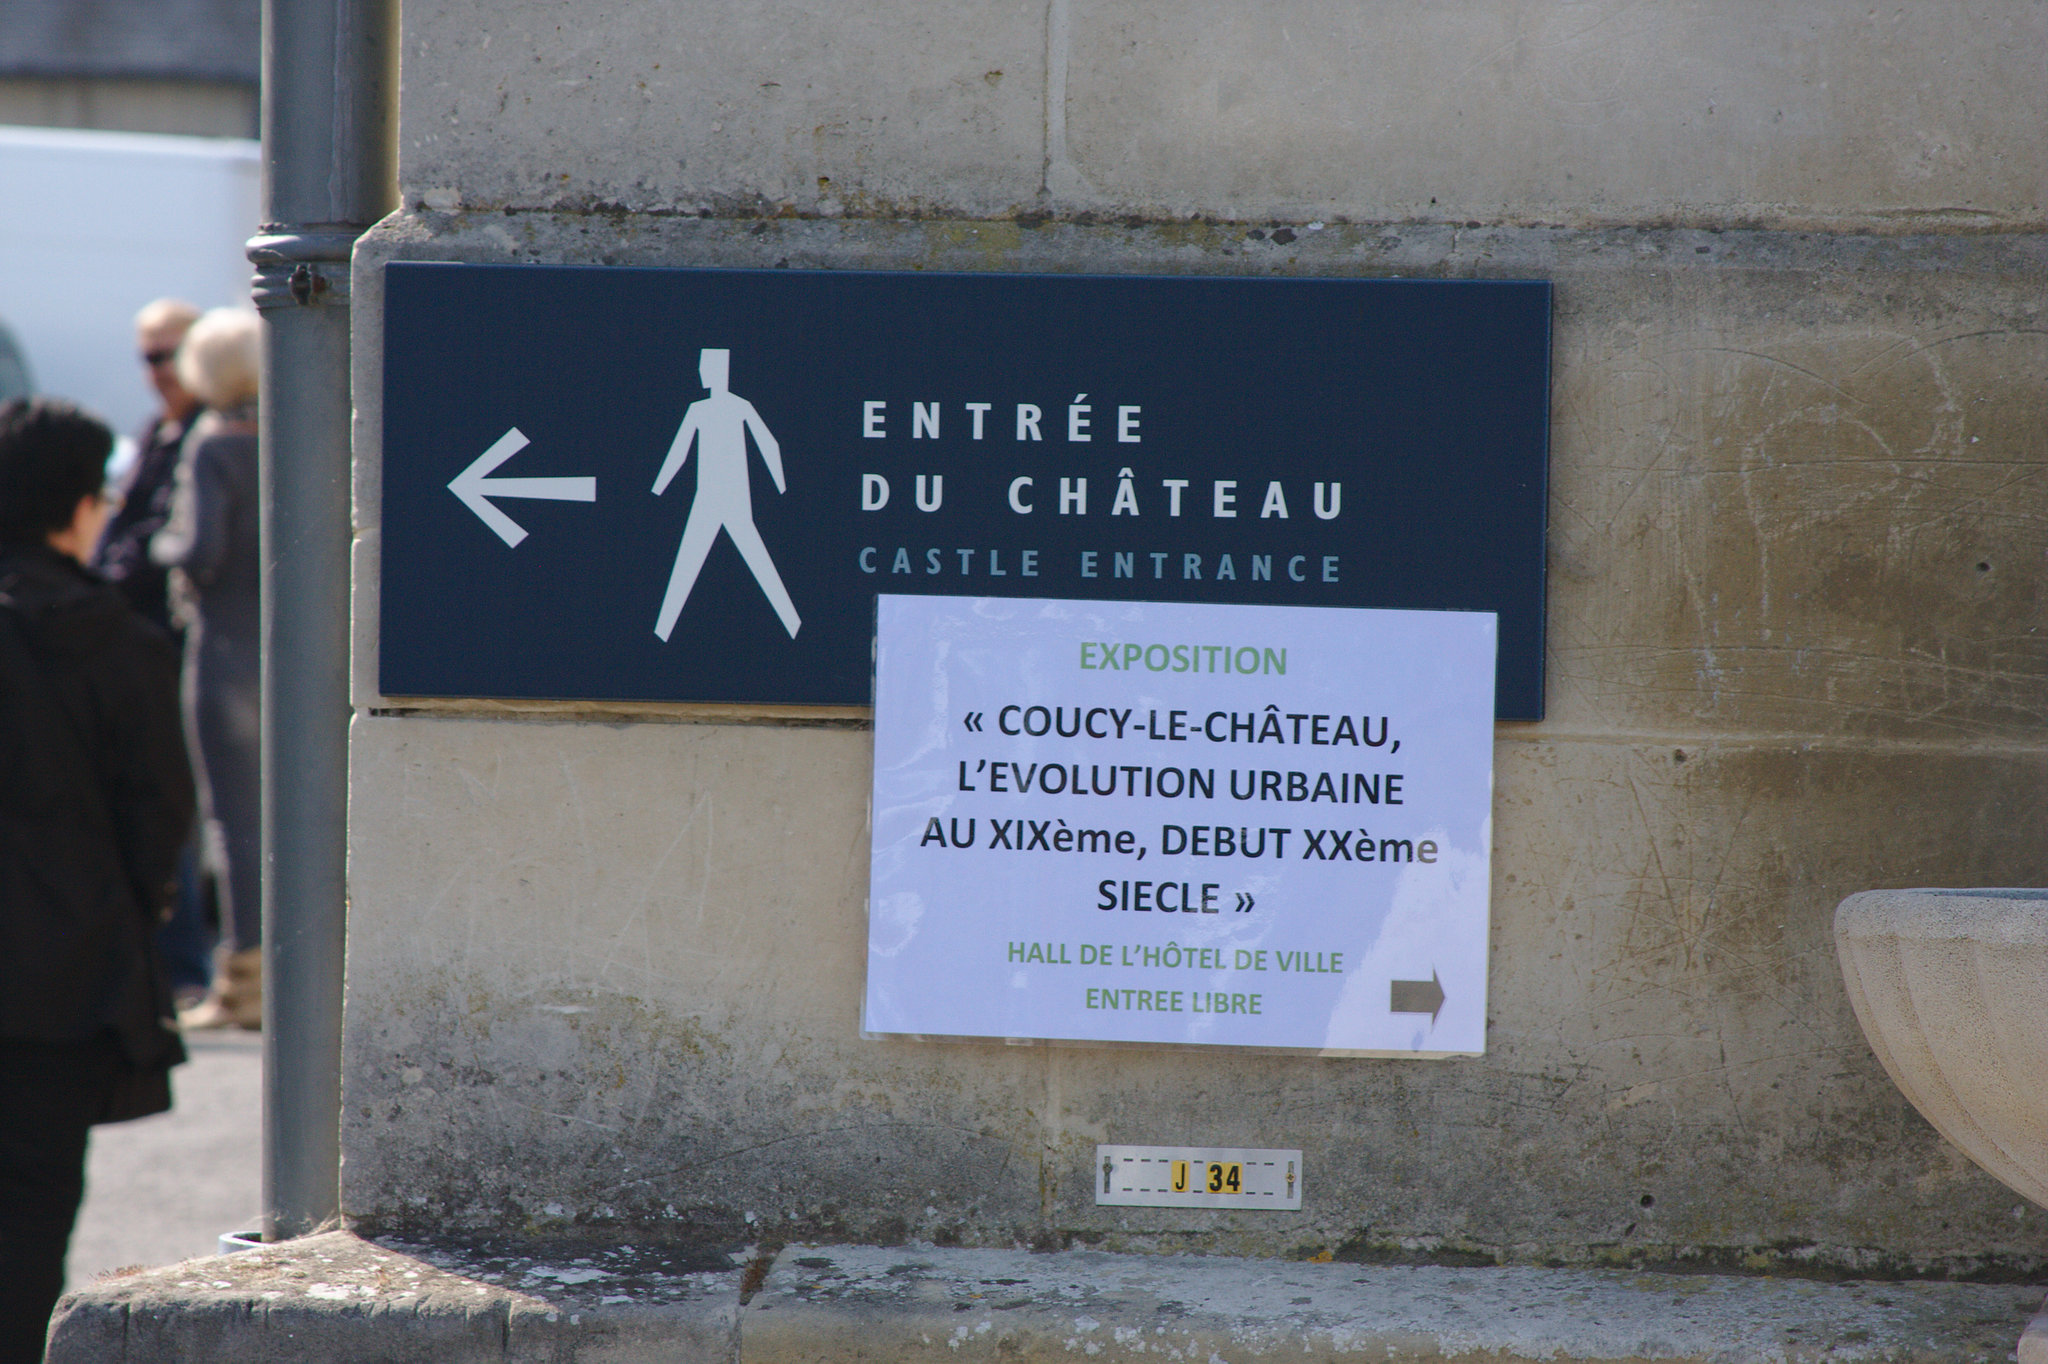 ENTRÉE
DU CHÂTEAU
CASTLE ENTRANCE
EXPOSITION
« COUCY-LE-CHÂTEAU,
L’EVOLUTION URBAINE
AU XIXème, DEBUT XXème
SIECLE »
HALL DE L’HÔTEL DE VILLE
ENTREE LIBRE
J 34